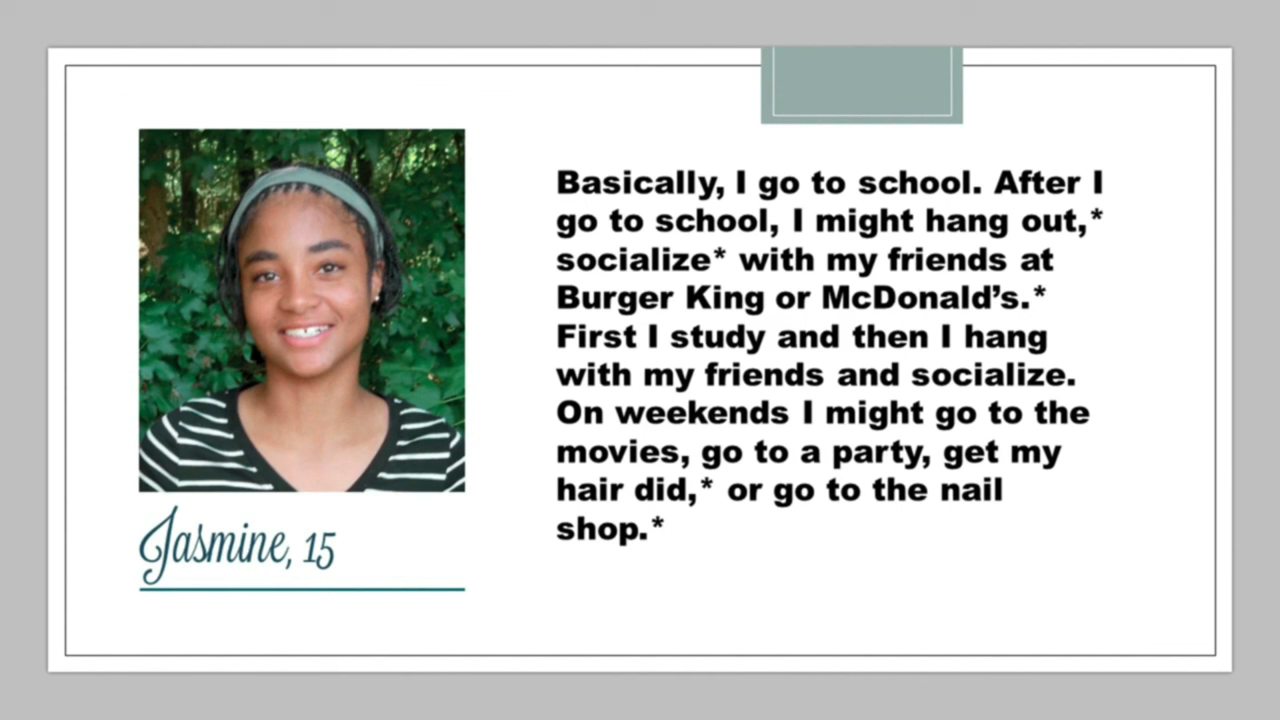 Basically, I go to school. After I
go to school, I might hang out,*
socialize* with my friends at
Burger King or McDonald’s.*
First I study and then I hang
with my friends and socialize.
On weekends I might go to the
movies, go to a party, get my
hair did,* or go to the nail
shop.*
Jasmine, 15